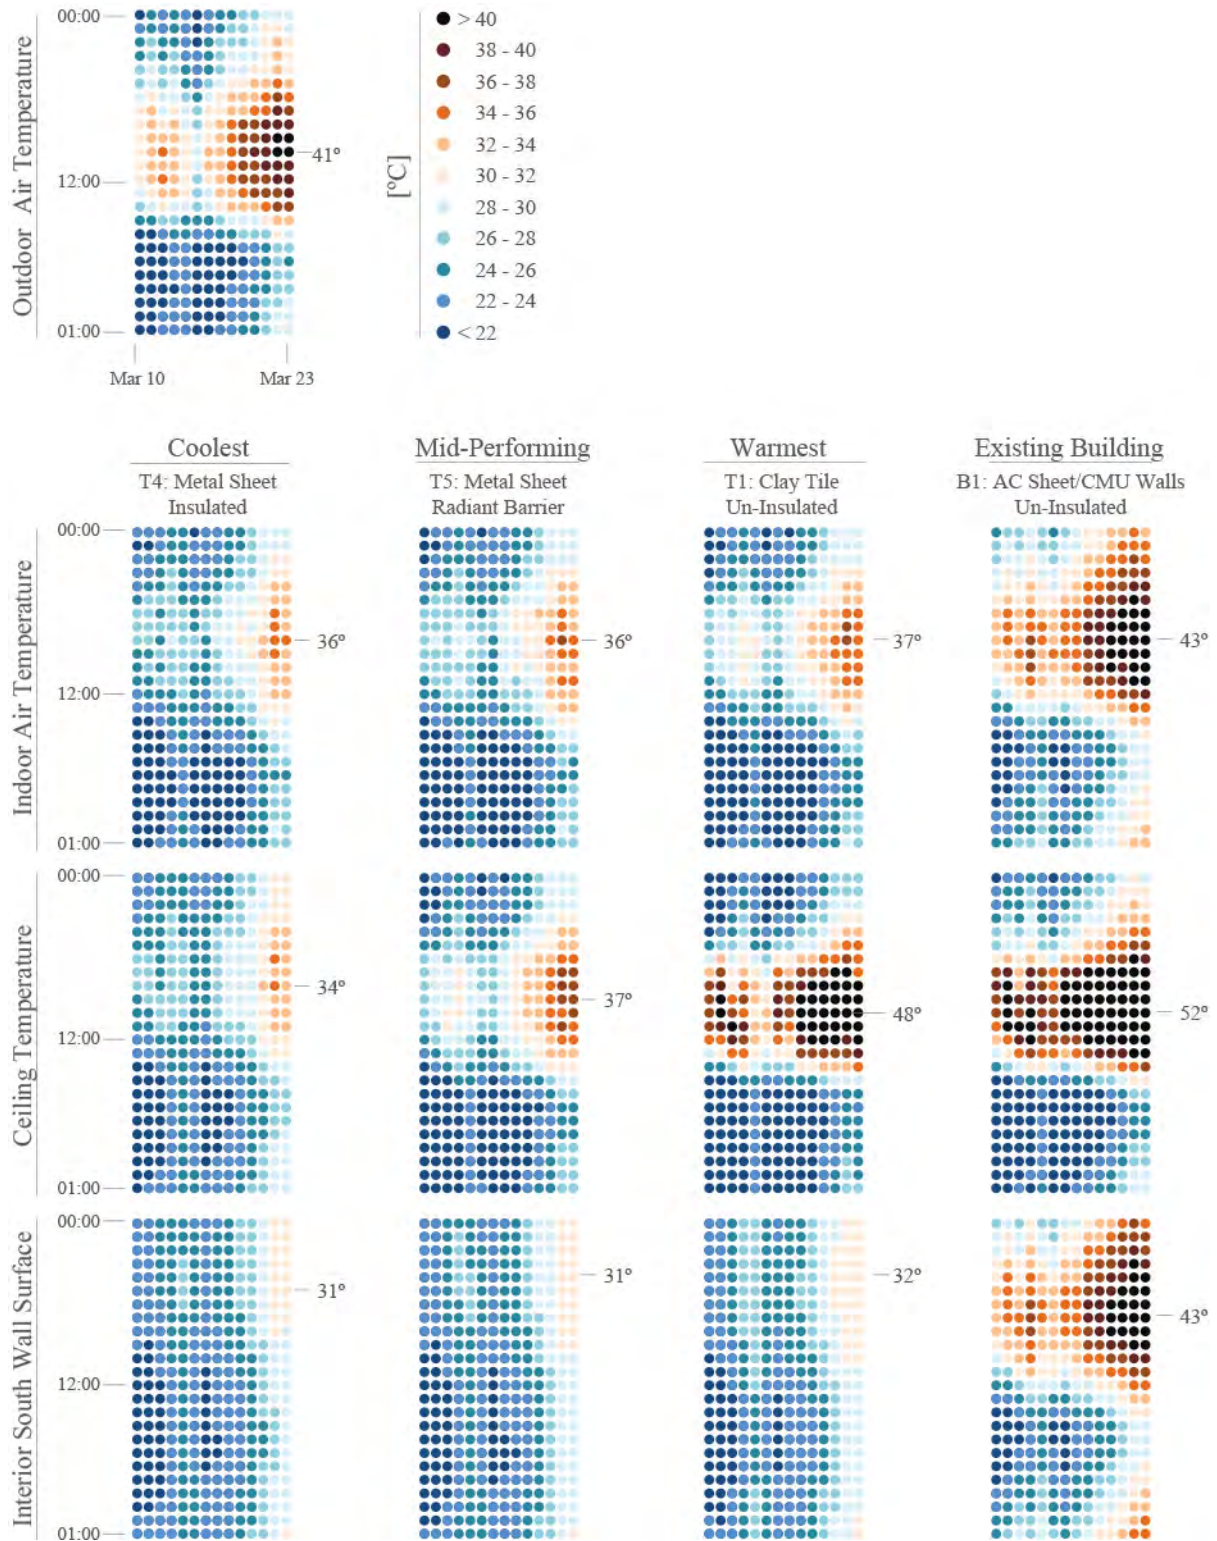 Outdoor Air Temperature
00:00
12:00
01:00
41°
Mar 10
Mar 23
[°C]
> 40
38 - 40
36 - 38
34 - 36
32 - 34
30 - 32
28 - 30
26 - 28
24 - 26
22 - 24
< 22
Coolest
T4: Metal Sheet
Insulated
Mid-Performing
T5: Metal Sheet
Radiant Barrier
Warmest
T1: Clay Tile
Un-Insulated
Existing Building
B1: AC Sheet/CMU Walls
Un-Insulated
Indoor Air Temperature
00:00
12:00
01:00
36°
36°
37°
43°
Ceiling Temperature
00:00
12:00
01:00
34°
37°
48°
52°
Interior South Wall Surface
00:00
12:00
01:00
31°
31°
32°
43°